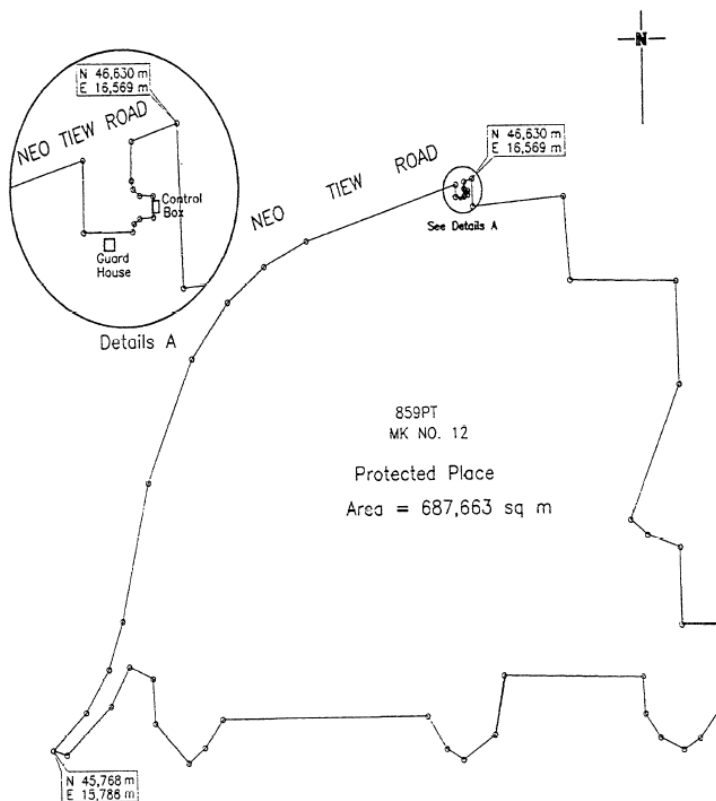 N
N 46,630 m
E 16,569 m
NEO TIEW ROAD
Control
Box
Guard
House
Details A
N 46,630 m
E 16,569 m
NEO TIEW ROAD
See Details A
859PT
MK NO. 12
Protected Place
Area = 687,663 sq m
N 45,768 m
E 15,786 m